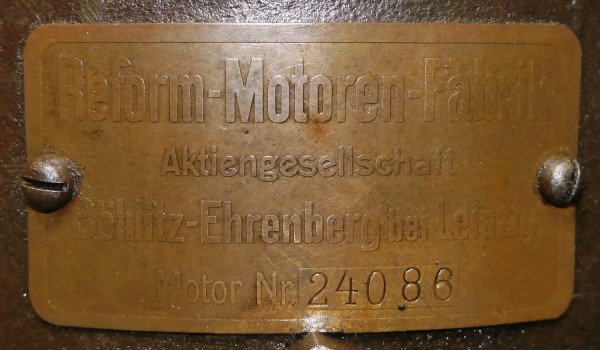 Reform-Motoren-Fabrik.
Aktiengesellschaft
Böhlitz-Ehrenberg bei Leipzig
Motor Nr. 24086